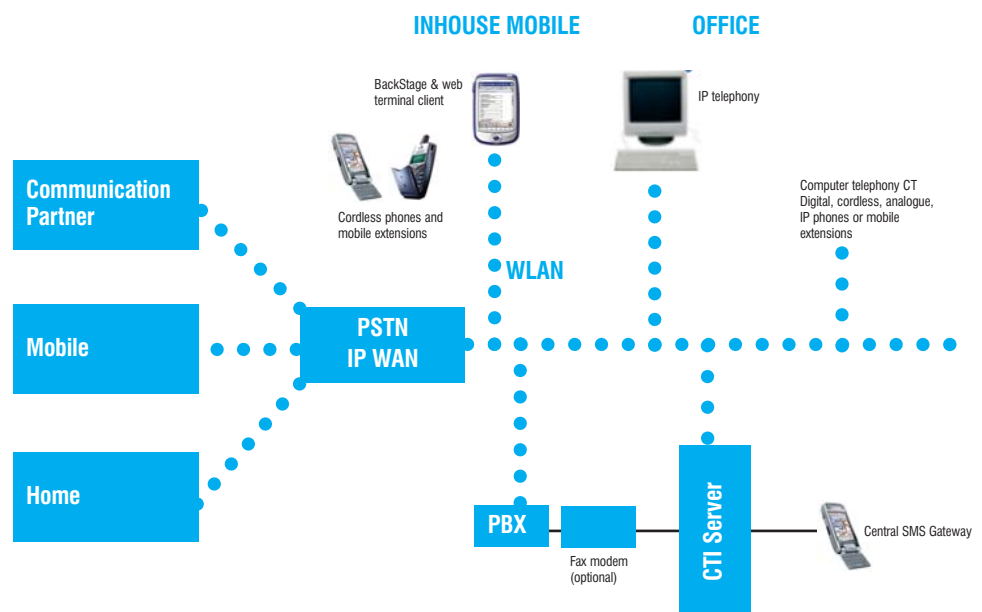 INHOUSE MOBILE
OFFICE
BackStage & web
terminal client
IP telephony
Cordless phones and
mobile extensions
Computer telephony CT
Digital, cordless, analogue,
IP phones or mobile
extensions
Communication
Partner
WLAN
Mobile
PSTN
IP WAN
Home
PBX
Fax modem
(optional)
CTI Server
Central SMS Gateway